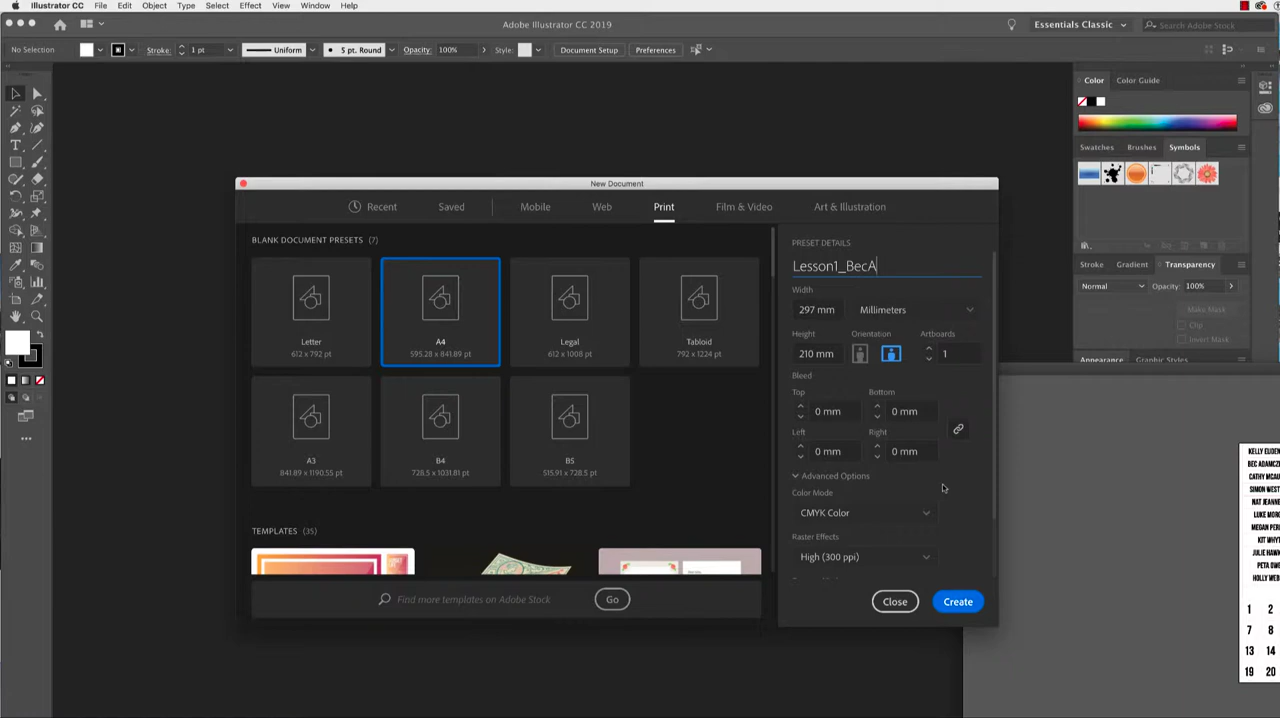 Illustrator CC File Edit Object Type Select Effect View Window Help
Adobe Illustrator CC 2019
Essentials Classic
Search Adobe Stock
No Selection Stroke: 1 pt Uniform 5 pt. Round Opacity: 100% Style: Document Setup Preferences
Color Color Guide
Swatches Brushes Symbols
Stroke Gradient Transparency
Normal Opacity: 100%
Make Mask
Clip
Invert Mask
Appearance Graphic Styles
New Document
Recent Saved Mobile Web Print Film & Video Art & Illustration
BLANK DOCUMENT PRESETS (7)
Letter
612 x 792 pt
A4
595.28 x 841.89 pt
Legal
612 x 1008 pt
Tabloid
792 x 1224 pt
A3
841.89 x 1190.55 pt
B4
728.5 x 1031.81 pt
B5
515.91 x 728.5 pt
TEMPLATES (35)
Find more templates on Adobe Stock
Go
PRESET DETAILS
Lesson1_BecA
Width
297 mm Millimeters
Height Orientation Artboards
210 mm 1
Bleed
Top Bottom
0 mm 0 mm
Left Right
0 mm 0 mm
Advanced Options
Color Mode
CMYK Color
Raster Effects
High (300 ppi)
Close Create
KELLY
BEC ADAMCZ
CATHY MCAU
SIMON WEST
NAT JEANNE
LUKE MOR
MEGAN PER
KIT WHYT
JULIE HAW
PETA OWE
HOLLY WEB
1 2
7 8
13 14
19 20